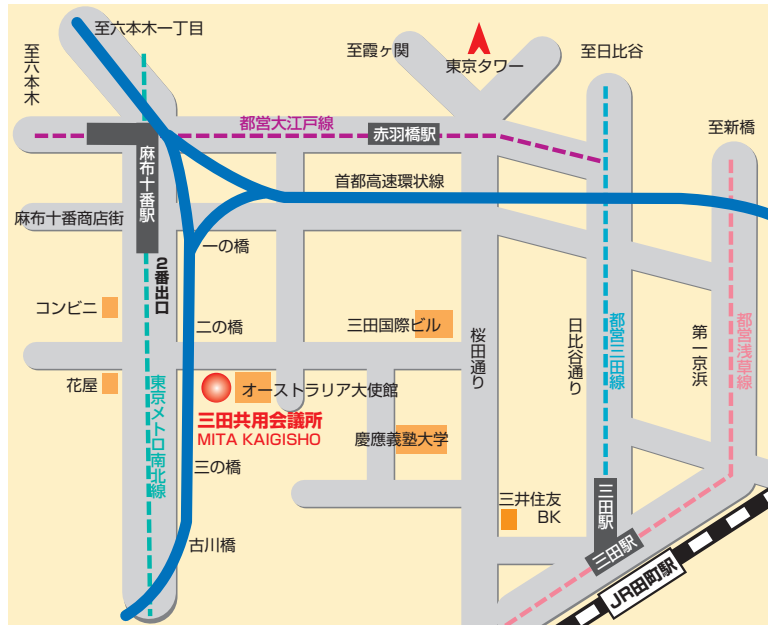 至六本木一丁目
至六本木
至霞ヶ関
東京タワー
至日比谷
至新橋
都営大江戸線
赤羽橋駅
麻布十番駅
首都高速環状線
麻布十番商店街
一の橋
2番出口
コンビニ
二の橋
三田国際ビル
桜田通り
日比谷通り
都営三田線
第一京浜
都営浅草線
花屋
東京メトロ南北線
オーストラリア大使館
三田共用会議所
MITA KAIGISHO
慶應義塾大学
三の橋
三井住友
BK
三田駅
三田駅
古川橋
JR田町駅